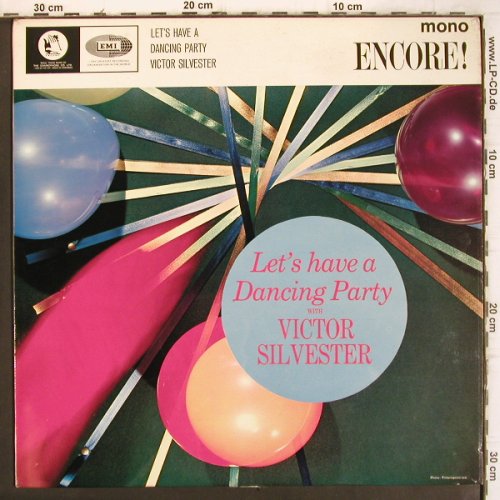 30 cm
20 cm
10 cm
EMI
LET'S HAVE A
DANCING PARTY
VICTOR SILVESTER
mono
ENCORE!
www.LP-CD.de
10 cm
20 cm
30 cm
Let's have a
Dancing Party
WITH
VICTOR
SILVESTER